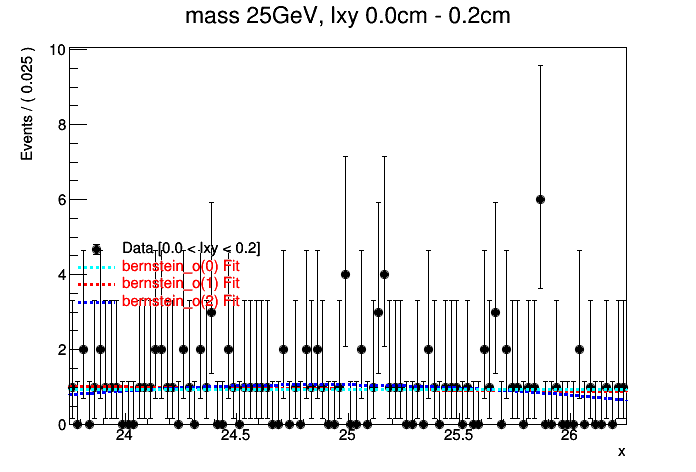 mass 25GeV, lxy 0.0cm - 0.2cm
Events / ( 0.025 )
10
8
6
4
2
0
Data [0.0 < lxy < 0.2]
bernstein_o(0) Fit
bernstein_o(1) Fit
bernstein_o(2) Fit
24 24.5 25 25.5 26
x